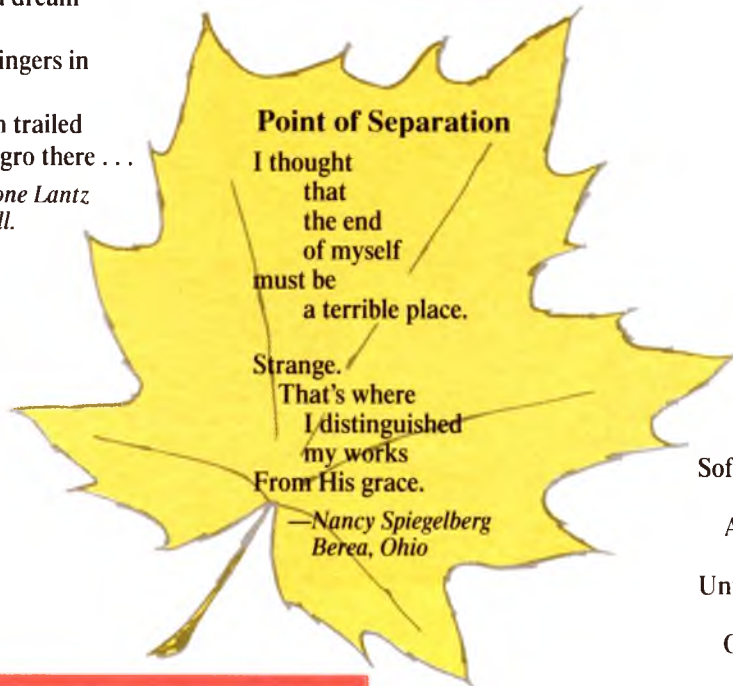 dream
ingers in
trailed
gro there . . .
one Lantz
ll.
Point of Separation
I thought
that
the end
of myself
must be
a terrible place.
Strange.
That's where
I distinguished
my works
From His grace.
—Nancy Spiegelberg
Berea, Ohio
Sof
A
Un